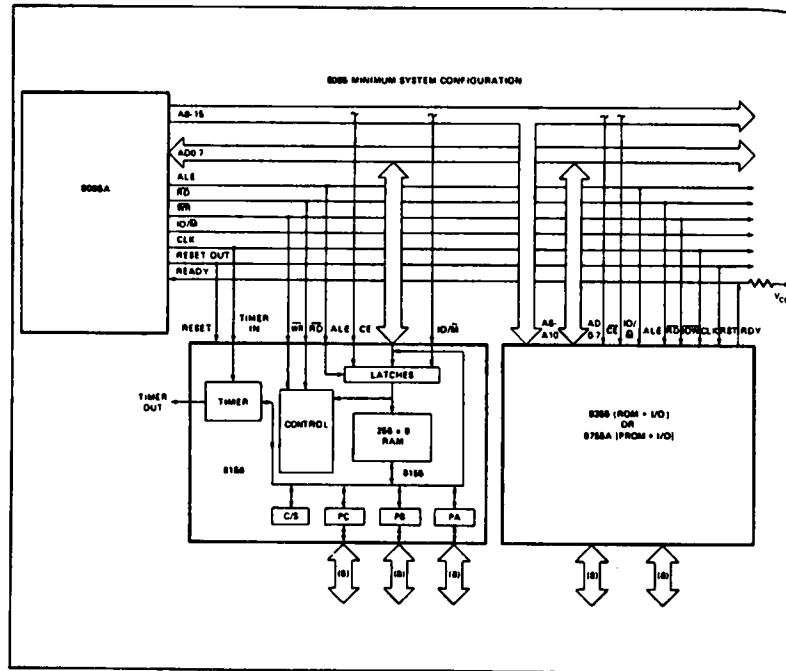 8085 MINIMUM SYSTEM CONFIGURATION
8085A
A8-15
AD0-7
ALE
RD
WR
IO/M
CLK
RESET OUT
READY
VCC
RESET
TIMER IN
WR
RD
ALE
CE
IO/M
A8-A10
AD 0-7
CE
IO/M
ALE
RD
IOW
CLK
RST
RDY
LATCHES
TIMER OUT
TIMER
CONTROL
256 × 8 RAM
8156
8155
C/S
PC
PB
PA
8355 (ROM + I/O)
OR
8755A (PROM + I/O)
(8)
(8)
(8)
(8)